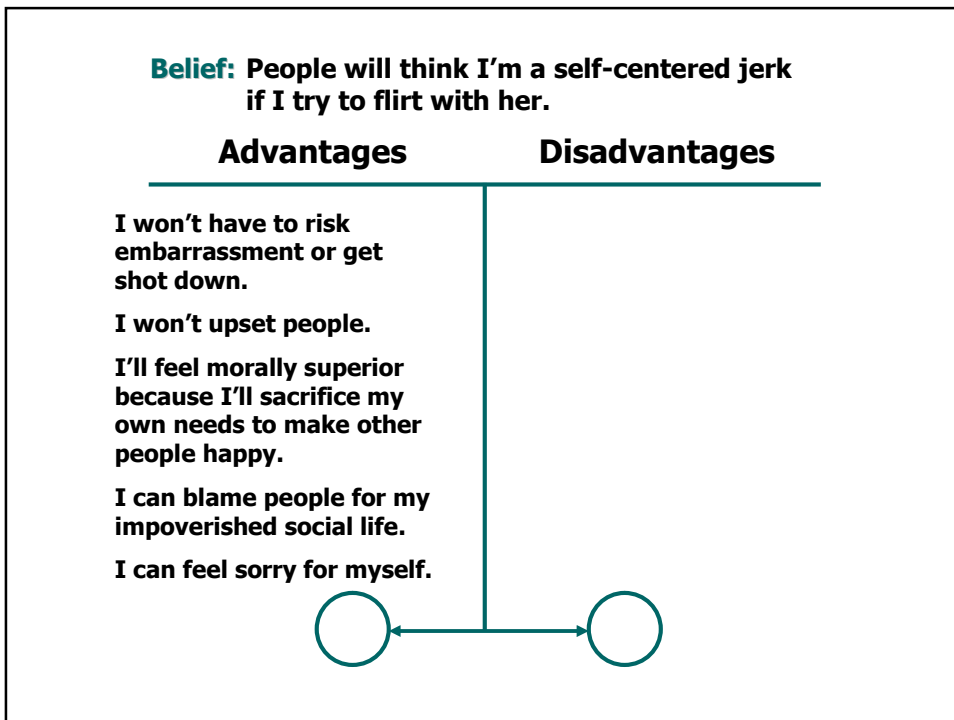 Belief: People will think I’m a self-centered jerk
if I try to flirt with her.
Advantages
Disadvantages
I won’t have to risk
embarrassment or get
shot down.
I won’t upset people.
I’ll feel morally superior
because I’ll sacrifice my
own needs to make other
people happy.
I can blame people for my
impoverished social life.
I can feel sorry for myself.